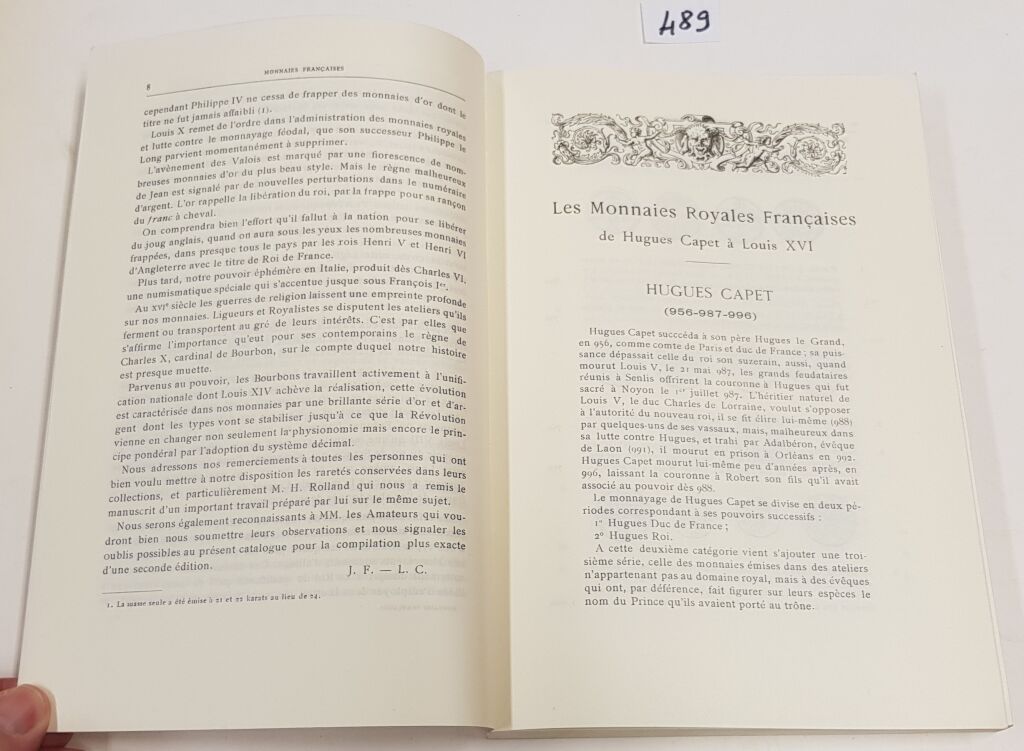 489
8
MONNAIES FRANÇAISES
cependant Philippe IV ne cessa de frapper des monnaies d'or dont le
titre ne fut jamais affaibli (1).
Louis X remet de l'ordre dans l'administration des monnaies royales
et lutte contre le monnayage féodal, que son successeur Philippe le
Long parvient momentanément à supprimer.
L'avènement des Valois est marqué par une fiorescence de nom-
breuses monnaies d'or du plus beau style. Mais le règne malheureux
de Jean est signalé par de nouvelles perturbations dans le numéraire
d'argent. L'or rappelle la libération du roi, par la frappe pour sa rançon
du franc à cheval.
On comprendra bien l'effort qu'il fallut à la nation pour se libérer
du joug anglais, quand on aura sous les yeux les nombreuses monnaies
frappées, dans presque tous le pays par les rois Henri V et Henri VI
d'Angleterre avec le titre de Roi de France.
Plus tard, notre pouvoir éphémère en Italie, produit dès Charles VI,
une numismatique spéciale qui s'accentue jusque sous François Ier.
Au XVIe siècle les guerres de religion laissent une empreinte profonde
sur nos monnaies. Ligueurs et Royalistes se disputent les ateliers qu'ils
ferment ou transportent au gré de leurs intérêts. C'est par elles que
s'affirme l'importance qu'eut pour ses contemporains le règne de
Charles X, cardinal de Bourbon, sur le compte duquel notre histoire
est presque muette.
Parvenus au pouvoir, les Bourbons travaillent activement à l'unifi-
cation nationale dont Louis XIV achève la réalisation, cette évolution
est caractérisée dans nos monnaies par une brillante série d'or et d'ar-
gent dont les types vont se stabiliser jusqu'à ce que la Révolution
vienne en changer non seulement la physionomie mais encore le prin-
cipe pondéral par l'adoption du système décimal.
Nous adressons nos remerciements à toutes les personnes qui ont
bien voulu mettre à notre disposition les raretés conservées dans leurs
collections, et particulièrement M. H. Rolland qui nous a remis le
manuscrit d'un important travail préparé par lui sur le même sujet.
Nous serons également reconnaissants à MM. les Amateurs qui vou-
dront bien nous soumettre leurs observations et nous signaler les
oublis possibles au présent catalogue pour la compilation plus exacte
d'une seconde édition.
J. F. — L. C.
1. La masse seule a été émise à 21 et 22 karats au lieu de 24.
Les Monnaies Royales Françaises
de Hugues Capet à Louis XVI
HUGUES CAPET
(956-987-996)
Hugues Capet succcéda à son père Hugues le Grand,
en 956, comme comte de Paris et duc de France ; sa puis-
sance dépassait celle du roi son suzerain, aussi, quand
mourut Louis V, le 21 mai 987, les grands feudataires
réunis à Senlis offrirent la couronne à Hugues qui fut
sacré à Noyon le 1er juillet 987. L'héritier naturel de
Louis V, le duc Charles de Lorraine, voulut s'opposer
à l'autorité du nouveau roi, il se fit élire lui-même (988)
par quelques-uns de ses vassaux, mais, malheureux dans
sa lutte contre Hugues, et trahi par Adalbéron, évêque
de Laon (991), il mourut en prison à Orléans en 992.
Hugues Capet mourut lui-même peu d'années après, en
996, laissant la couronne à Robert son fils qu'il avait
associé au pouvoir dès 988.
Le monnayage de Hugues Capet se divise en deux pé-
riodes correspondant à ses pouvoirs successifs :
1° Hugues Duc de France ;
2° Hugues Roi.
A cette deuxième catégorie vient s'ajouter une troi-
sième série, celle des monnaies émises dans des ateliers
n'appartenant pas au domaine royal, mais à des évêques
qui ont, par déférence, fait figurer sur leurs espèces le
nom du Prince qu'ils avaient porté au trône.